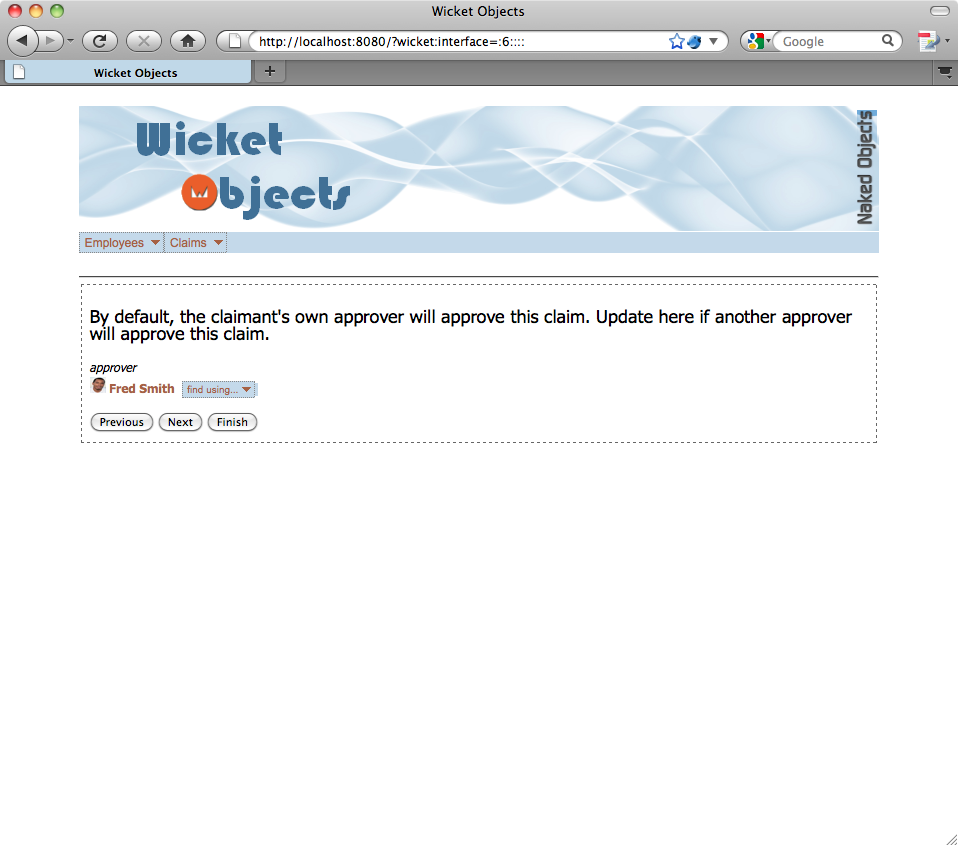 Wicket Objects
http://localhost:8080/?wicket:interface=:6::::
Google
Wicket Objects
Wicket
Objects
Naked Objects
Employees
Claims
By default, the claimant's own approver will approve this claim. Update here if another approver
will approve this claim.
approver
Fred Smith
find using...
Previous
Next
Finish